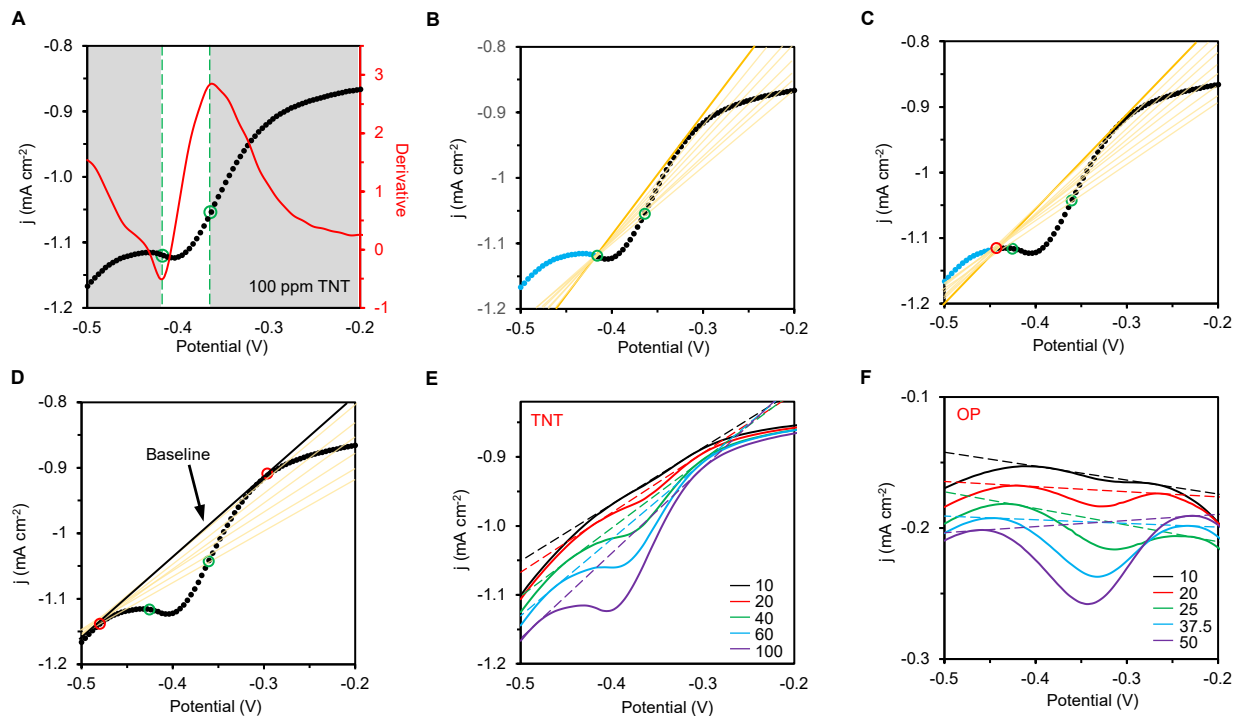 A
-0.8
-0.9
-1.0
-1.1
-1.2
j (mA cm⁻²)
3
2
1
0
-1
Derivative
100 ppm TNT
-0.5
-0.4
-0.3
-0.2
Potential (V)
B
-0.8
-0.9
-1
-1.1
-1.2
j (mA cm⁻²)
-0.5
-0.4
-0.3
-0.2
Potential (V)
C
-0.8
-0.9
-1
-1.1
-1.2
j (mA cm⁻²)
-0.5
-0.4
-0.3
-0.2
Potential (V)
D
-0.8
-0.9
-1
-1.1
-1.2
j (mA cm⁻²)
Baseline
-0.5
-0.4
-0.3
-0.2
Potential (V)
E
TNT
-0.9
-1.0
-1.1
-1.2
j (mA cm⁻²)
10
20
40
60
100
-0.5
-0.4
-0.3
-0.2
Potential (V)
F
OP
-0.1
-0.2
-0.3
j (mA cm⁻²)
10
20
25
37.5
50
-0.5
-0.4
-0.3
-0.2
Potential (V)